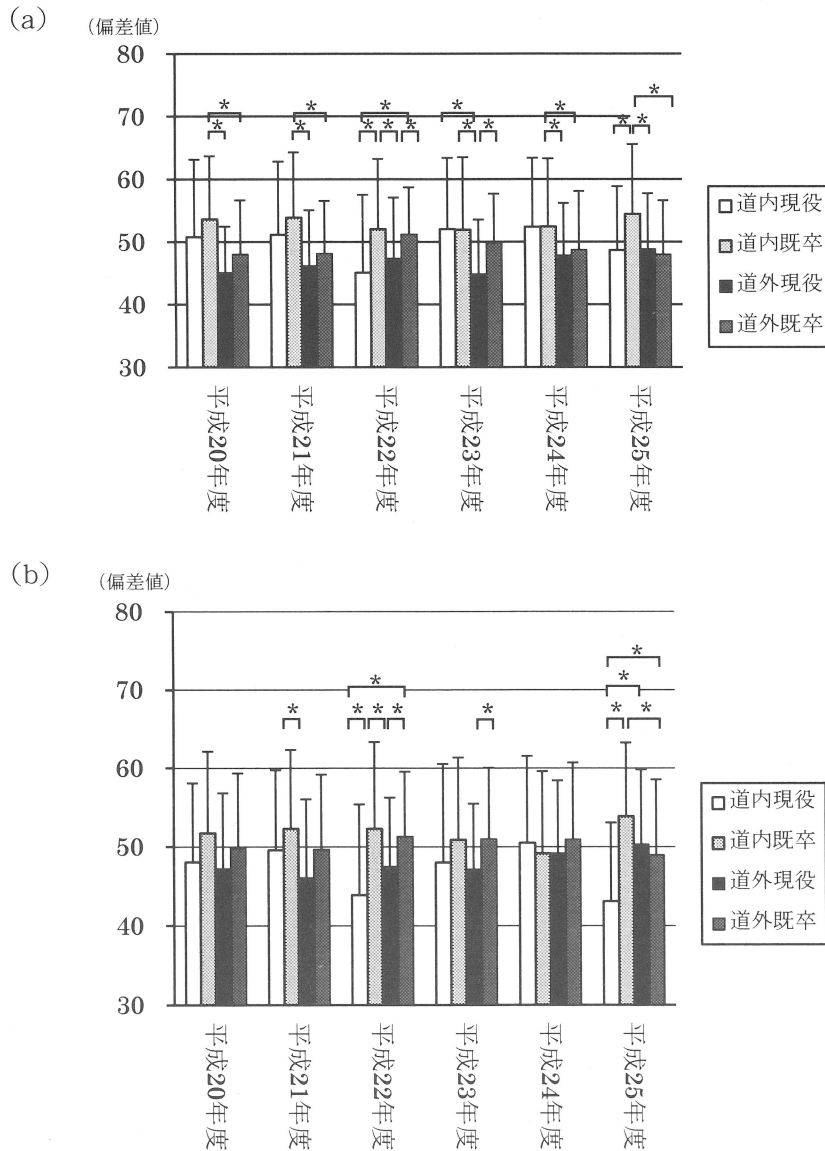 (a)
(偏差値)
80
70
60
50
40
30
* * * * * * * * * * * * * * * * * *
平成20年度
平成21年度
平成22年度
平成23年度
平成24年度
平成25年度
道内現役
道内既卒
道外現役
道外既卒
(b)
(偏差値)
80
70
60
50
40
30
* * * * * * * * * *
平成20年度
平成21年度
平成22年度
平成23年度
平成24年度
平成25年度
道内現役
道内既卒
道外現役
道外既卒